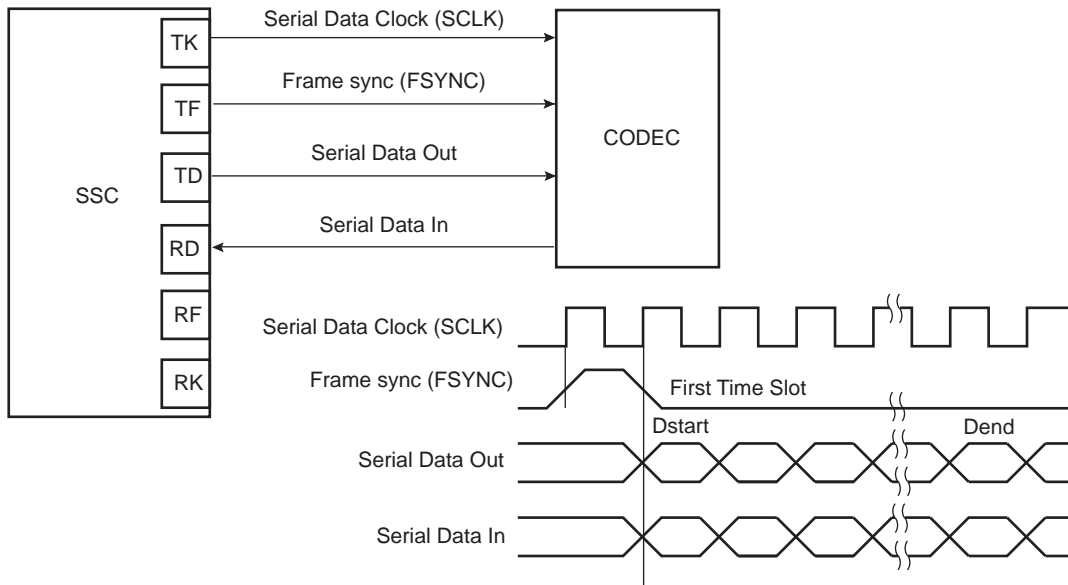 Serial Data Clock (SCLK)
TK
Frame sync (FSYNC)
TF
CODEC
Serial Data Out
TD
SSC
Serial Data In
RD
RF
Serial Data Clock (SCLK)
RK
Frame sync (FSYNC)
First Time Slot
Dstart
Dend
Serial Data Out
Serial Data In